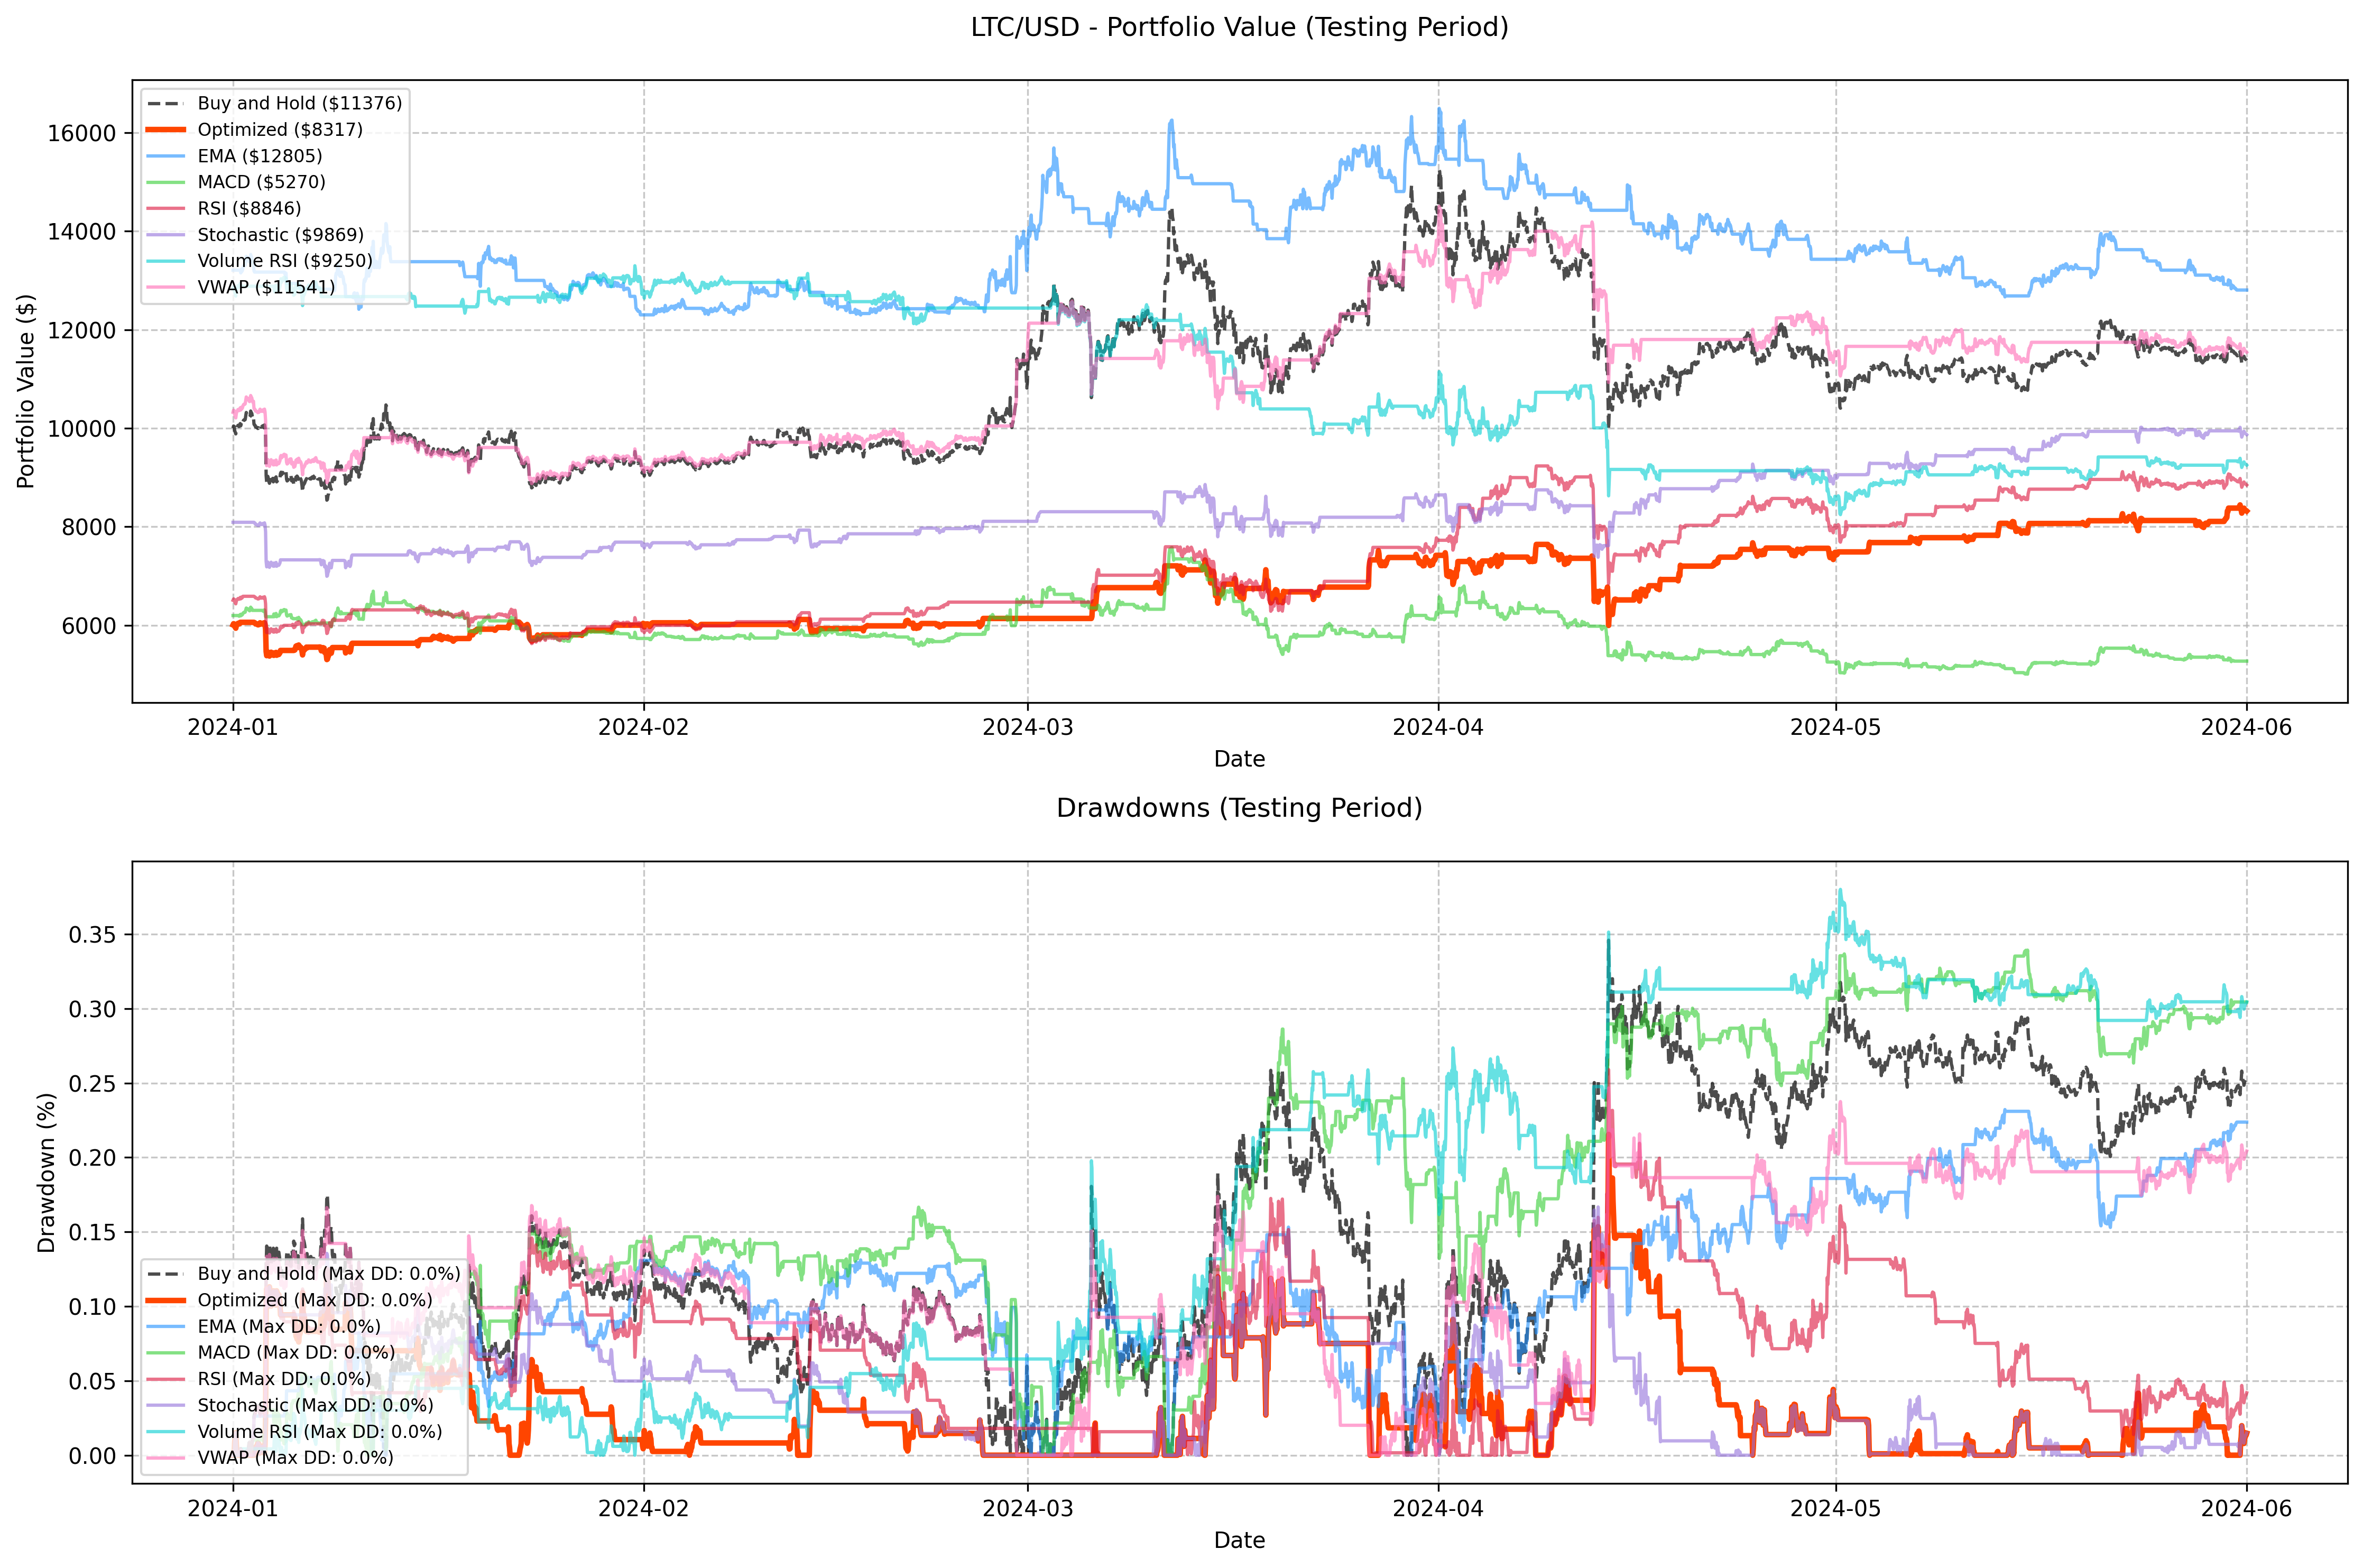 LTC/USD - Portfolio Value (Testing Period)
Portfolio Value ($)
16000
14000
12000
10000
8000
6000
Buy and Hold ($11376)
Optimized ($8317)
EMA ($12805)
MACD ($5270)
RSI ($8846)
Stochastic ($9869)
Volume RSI ($9250)
VWAP ($11541)
2024-01
2024-02
2024-03
2024-04
2024-05
2024-06
Date
Drawdowns (Testing Period)
Drawdown (%)
0.35
0.30
0.25
0.20
0.15
0.10
0.05
0.00
Buy and Hold (Max DD: 0.0%)
Optimized (Max DD: 0.0%)
EMA (Max DD: 0.0%)
MACD (Max DD: 0.0%)
RSI (Max DD: 0.0%)
Stochastic (Max DD: 0.0%)
Volume RSI (Max DD: 0.0%)
VWAP (Max DD: 0.0%)
2024-01
2024-02
2024-03
2024-04
2024-05
2024-06
Date